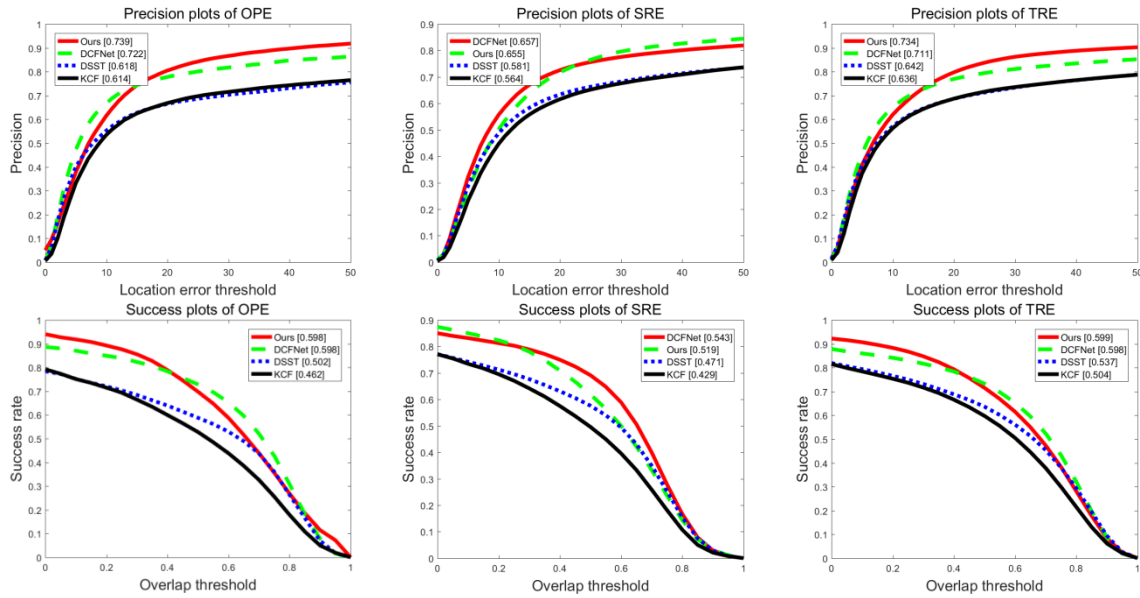 Precision plots of OPE
Ours [0.739]
DCFNet [0.722]
DSST [0.618]
KCF [0.614]
Precision
0
0.1
0.2
0.3
0.4
0.5
0.6
0.7
0.8
0.9
1
0 10 20 30 40 50
Location error threshold
Precision plots of SRE
DCFNet [0.657]
Ours [0.655]
DSST [0.581]
KCF [0.564]
Precision
0
0.1
0.2
0.3
0.4
0.5
0.6
0.7
0.8
0.9
0 10 20 30 40 50
Location error threshold
Precision plots of TRE
Ours [0.734]
DCFNet [0.711]
DSST [0.642]
KCF [0.636]
Precision
0
0.1
0.2
0.3
0.4
0.5
0.6
0.7
0.8
0.9
1
0 10 20 30 40 50
Location error threshold
Success plots of OPE
Ours [0.598]
DCFNet [0.598]
DSST [0.502]
KCF [0.462]
Success rate
0
0.1
0.2
0.3
0.4
0.5
0.6
0.7
0.8
0.9
1
0 0.2 0.4 0.6 0.8 1
Overlap threshold
Success plots of SRE
DCFNet [0.543]
Ours [0.519]
DSST [0.471]
KCF [0.429]
Success rate
0
0.1
0.2
0.3
0.4
0.5
0.6
0.7
0.8
0.9
0 0.2 0.4 0.6 0.8 1
Overlap threshold
Success plots of TRE
Ours [0.599]
DCFNet [0.598]
DSST [0.537]
KCF [0.504]
Success rate
0
0.1
0.2
0.3
0.4
0.5
0.6
0.7
0.8
0.9
1
0 0.2 0.4 0.6 0.8 1
Overlap threshold